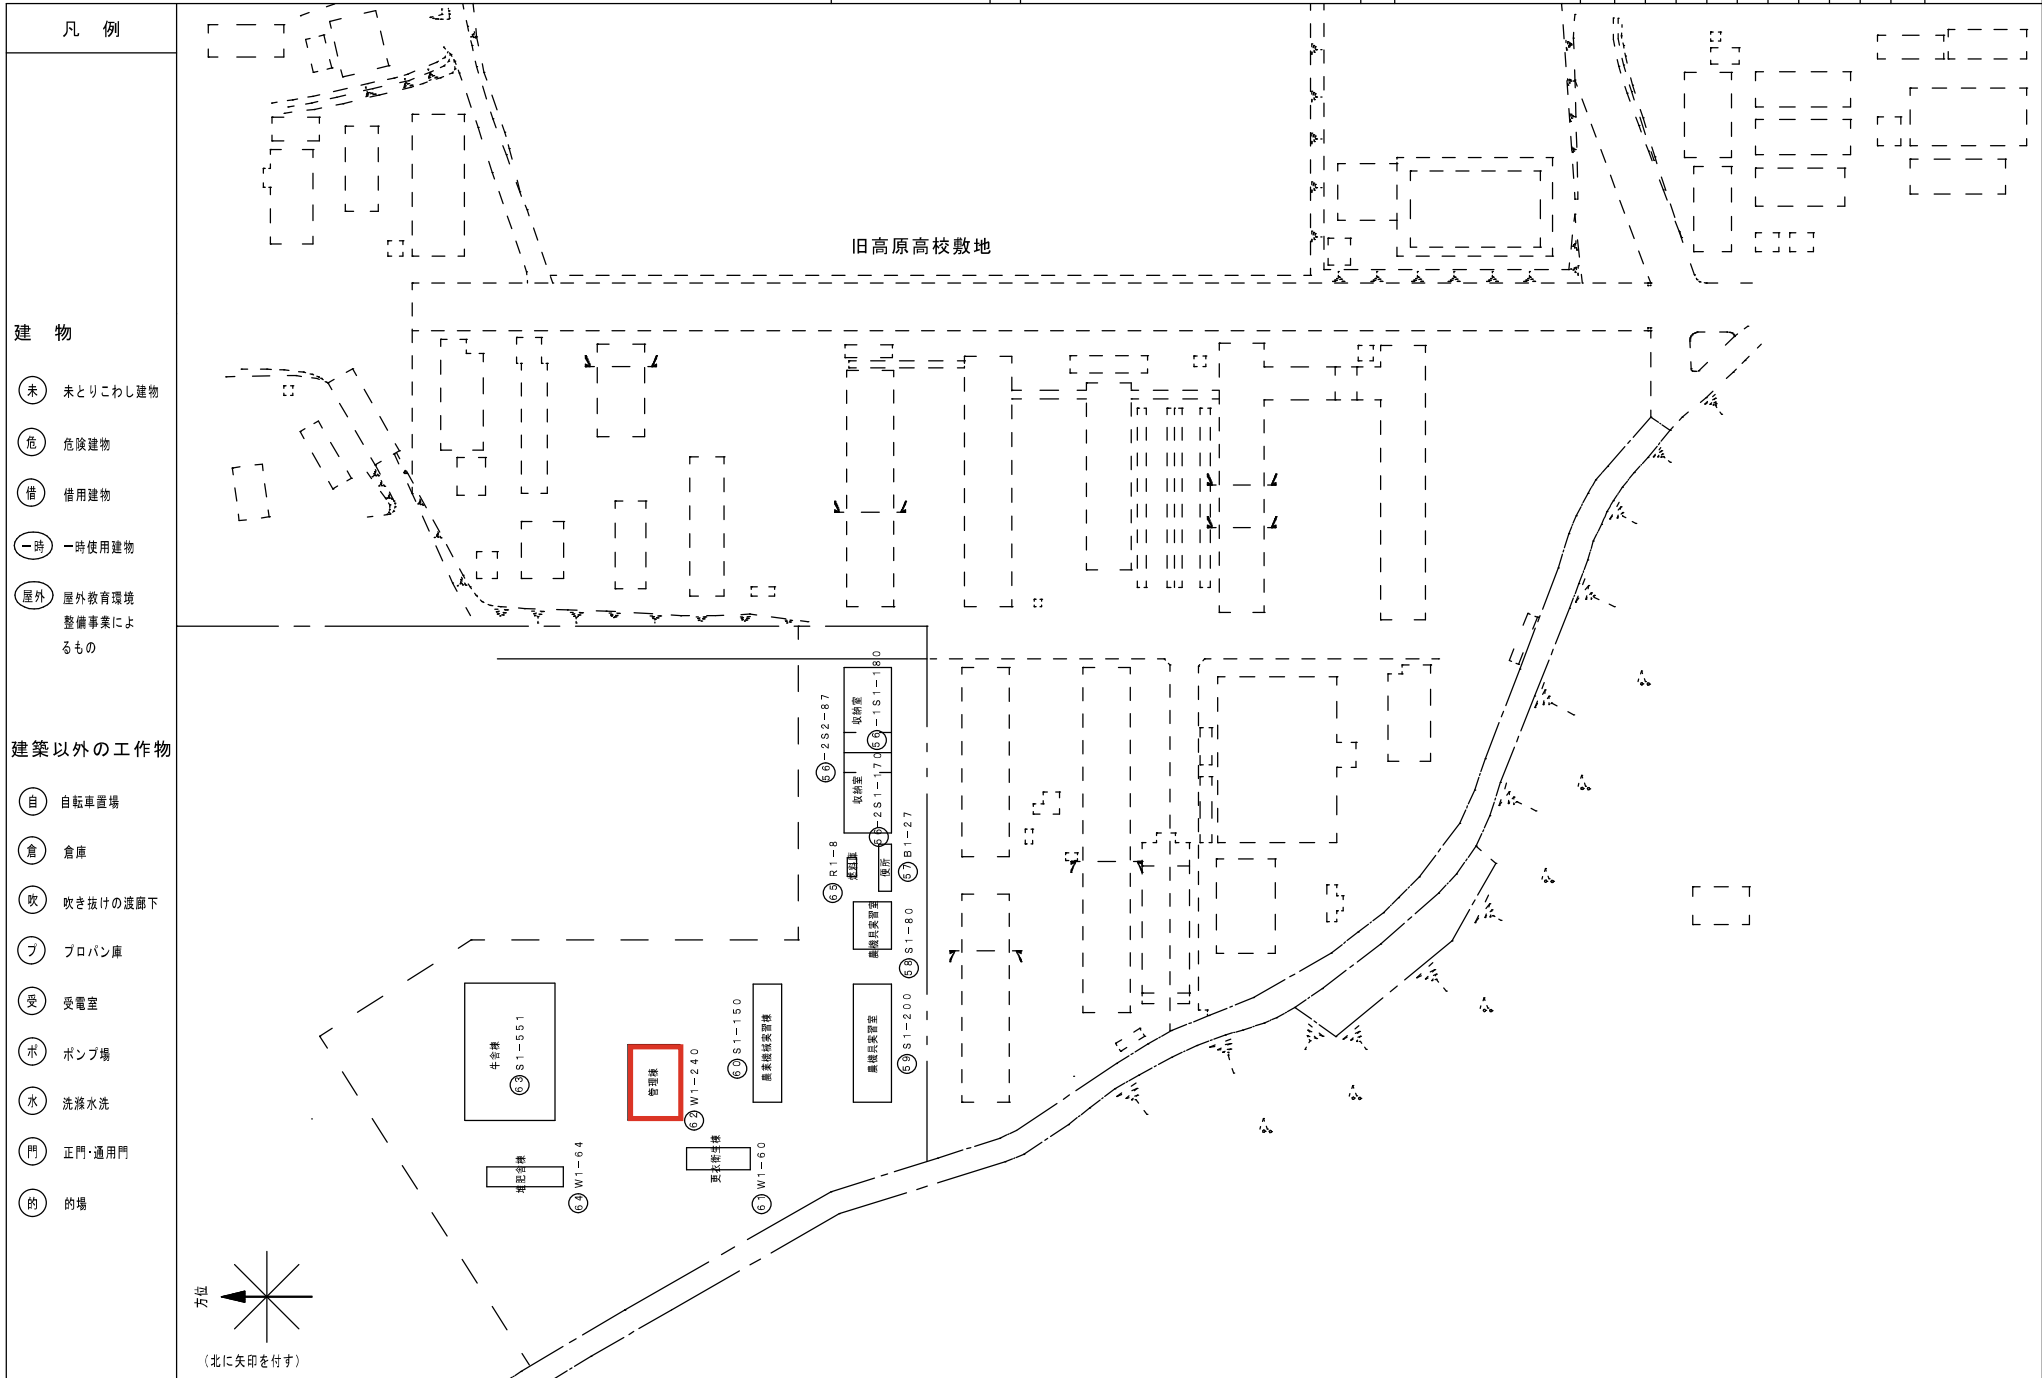 凡 例
建 物
未 未とりこわし建物
危 危険建物
借 借用建物
一時 一時使用建物
屋外 屋外教育環境
整備事業によ
るもの
建築以外の工作物
自 自転車置場
倉 倉庫
吹 吹き抜けの渡廊下
プ プロパン庫
受 受電室
ポ ポンプ場
水 洗滌水洗
門 正門・通用門
的 的場
方位
(北に矢印を付す)
旧高原高校敷地
収納室
56-1S1-180
56-2S2-87
収納室
56-2S1-170
燃料庫
65 R1-8
便所
57 B1-27
農機具実習室
58 S1-80
農機具実習室
59 S1-200
農業機械実習棟
60 S1-150
牛舎棟
63 S1-551
管理棟
62 W1-240
更衣衛生棟
61 W1-60
堆肥舎棟
64 W1-64